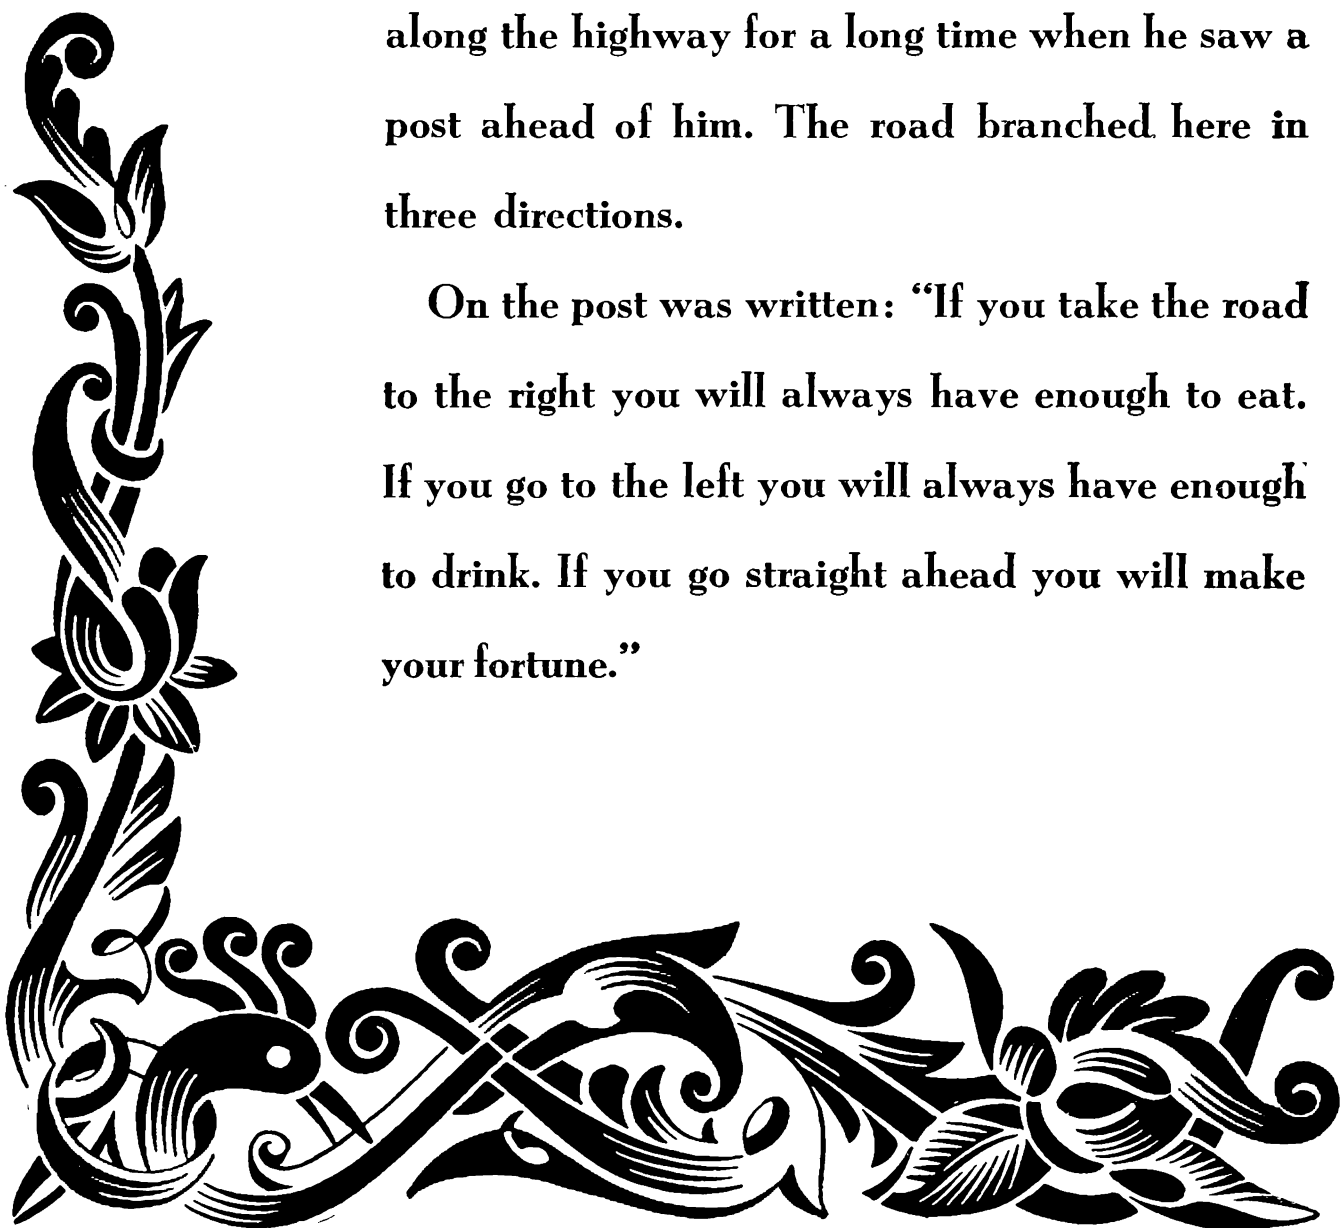 along the highway for a long time when he saw a
post ahead of him. The road branched here in
three directions.
On the post was written: “If you take the road
to the right you will always have enough to eat.
If you go to the left you will always have enough
to drink. If you go straight ahead you will make
your fortune.”